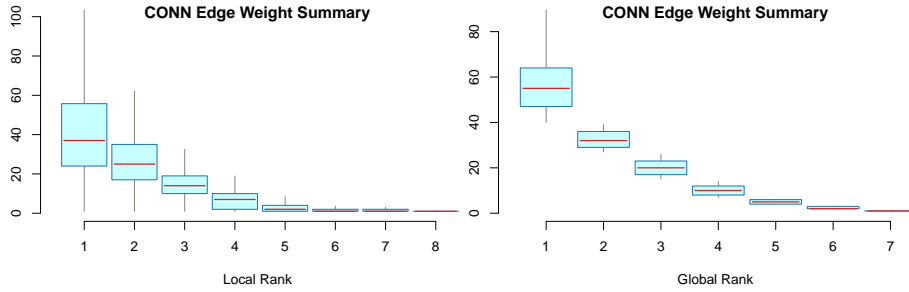 CONN Edge Weight Summary
100
80
60
40
20
0
1 2 3 4 5 6 7 8
Local Rank
CONN Edge Weight Summary
80
60
40
20
0
1 2 3 4 5 6 7
Global Rank